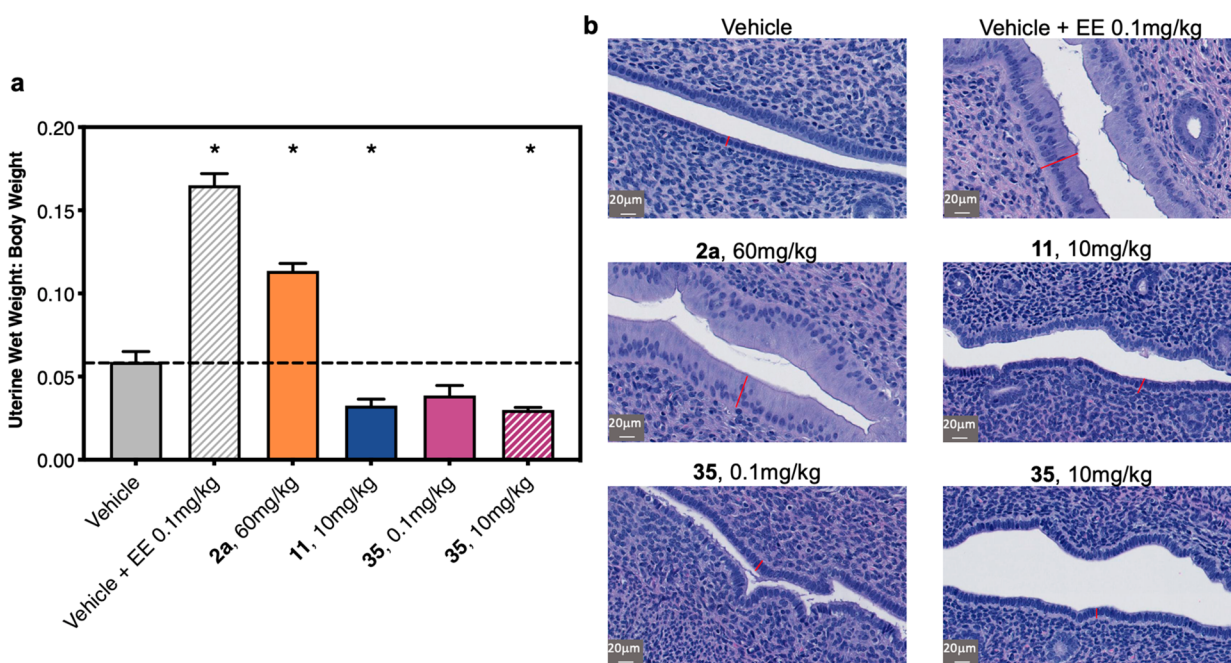 a
Uterine Wet Weight: Body Weight
0.20
0.15
0.10
0.05
0.00
*
*
*
*
Vehicle
Vehicle + EE 0.1mg/kg
2a, 60mg/kg
11, 10mg/kg
35, 0.1mg/kg
35, 10mg/kg
b
Vehicle
Vehicle + EE 0.1mg/kg
20μm
20μm
2a, 60mg/kg
11, 10mg/kg
20μm
20μm
35, 0.1mg/kg
35, 10mg/kg
20μm
20μm